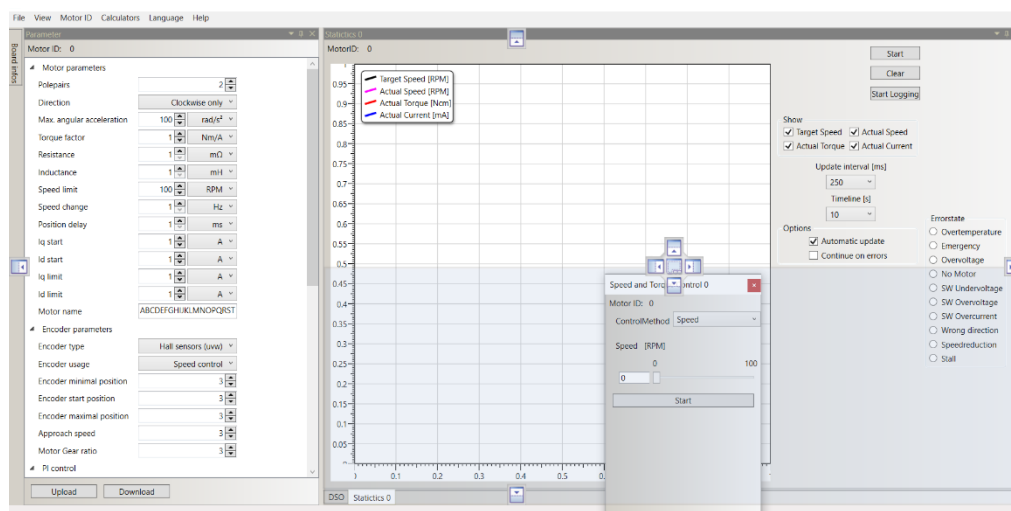 File View Motor ID Calculators Language Help
Board infos
Parameter
Motor ID: 0
Motor parameters
Polepairs 2
Direction Clockwise only
Max. angular acceleration 100 rad/s²
Torque factor 1 Nm/A
Resistance 1 mΩ
Inductance 1 mH
Speed limit 100 RPM
Speed change 1 Hz
Position delay 1 ms
Iq start 1 A
Id start 1 A
Iq limit 1 A
Id limit 1 A
Motor name ABCDEFGHIJKLMNOPQRST
Encoder parameters
Encoder type Hall sensors (uvw)
Encoder usage Speed control
Encoder minimal position 3
Encoder start position 3
Encoder maximal position 3
Approach speed 3
Motor Gear ratio 3
PI control
Upload Download
Statictics 0
MotorID: 0
Target Speed [RPM]
Actual Speed [RPM]
Actual Torque [Ncm]
Actual Current [mA]
1
0.95
0.9
0.85
0.8
0.75
0.7
0.65
0.6
0.55
0.5
0.45
0.4
0.35
0.3
0.25
0.2
0.15
0.1
0.05
0.1 0.2 0.3 0.4 0.5
DSO Statictics 0
Start
Clear
Start Logging
Show
Target Speed Actual Speed
Actual Torque Actual Current
Update interval [ms]
250
Timeline [s]
10
Options
Automatic update
Continue on errors
Errorstate
Overtemperature
Emergency
Overvoltage
No Motor
SW Undervoltage
SW Overvoltage
SW Overcurrent
Wrong direction
Speedreduction
Stall
Speed and Torq ntrol 0
Motor ID: 0
ControlMethod Speed
Speed [RPM]
0 100
0
Start